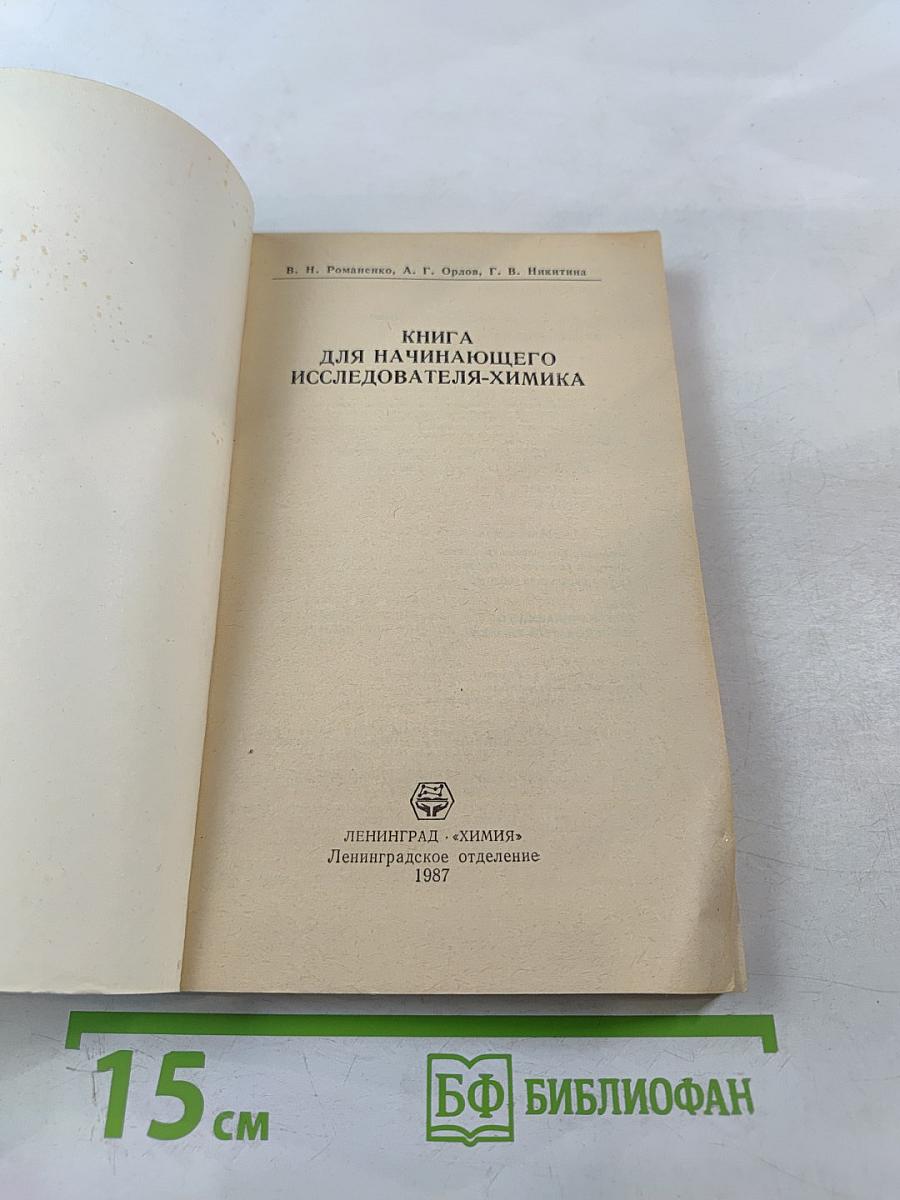 В. Н. Романенко, А. Г. Орлов, Г. В. Никитина
КНИГА
ДЛЯ НАЧИНАЮЩЕГО
ИССЛЕДОВАТЕЛЯ-ХИМИКА
ЛЕНИНГРАД · «ХИМИЯ»
Ленинградское отделение
1987
15 см
БФ БИБЛИОФАН